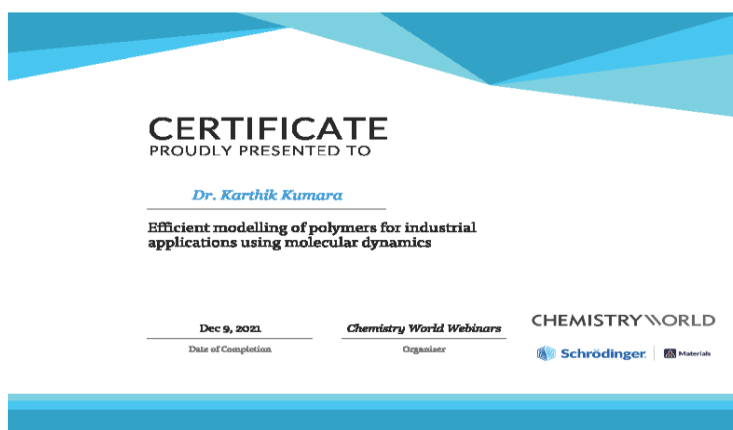 CERTIFICATE
PROUDLY PRESENTED TO
Dr. Karthik Kumara
Efficient modelling of polymers for industrial
applications using molecular dynamics
Dec 9, 2021
Date of Completion
Chemistry World Webinars
Organiser
CHEMISTRY WORLD
Schrödinger
Materials